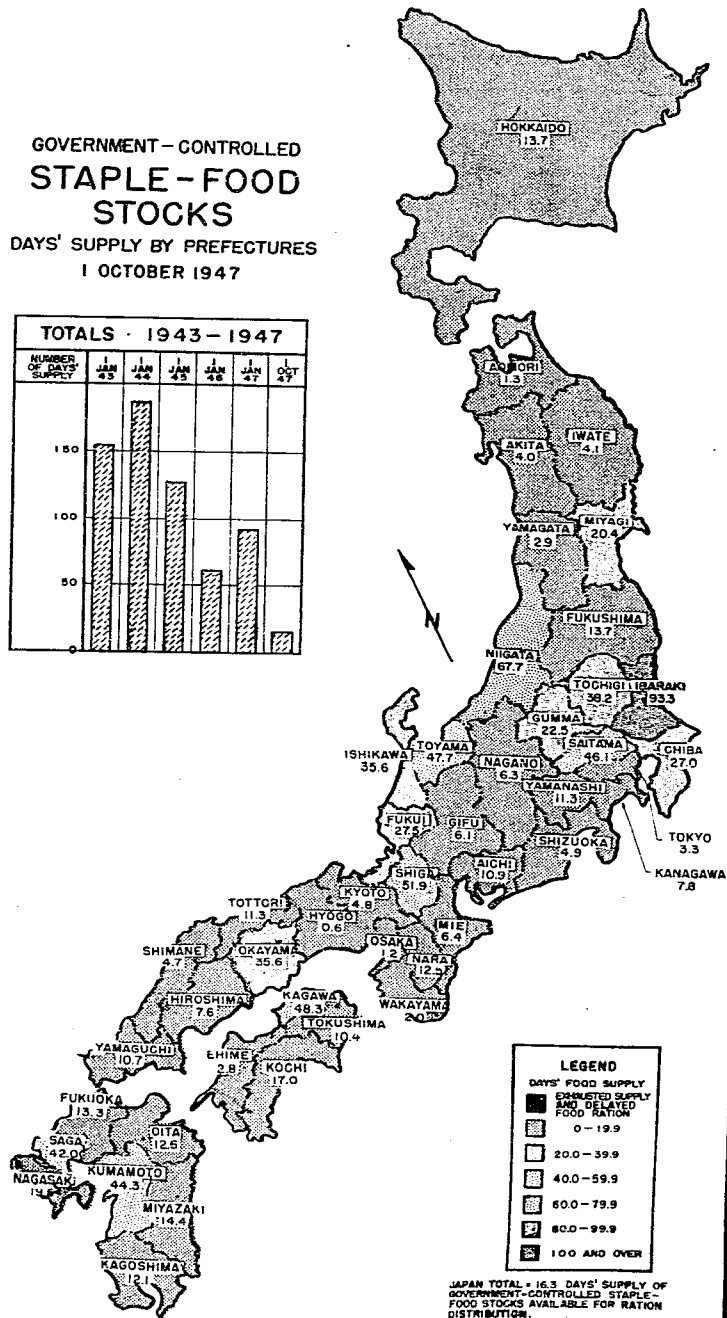 GOVERNMENT-CONTROLLED
STAPLE-FOOD
STOCKS
DAYS' SUPPLY BY PREFECTURES
1 OCTOBER 1947
TOTALS · 1943-1947
NUMBER OF DAYS' SUPPLY
1 JAN 43
1 JAN 44
1 JAN 45
1 JAN 46
1 JAN 47
1 OCT 47
150
100
50
0
HOKKAIDO
13.7
AOMORI
1.3
AKITA
4.0
IWATE
4.1
YAMAGATA
2.9
MIYAGI
20.4
FUKUSHIMA
13.7
N
NIIGATA
67.7
TOCHIGI
38.2
IBARAKI
93.3
GUMMA
22.5
SAITAMA
46.1
CHIBA
27.0
ISHIKAWA
35.6
TOYAMA
47.7
NAGANO
6.3
YAMANASHI
11.3
TOKYO
3.3
KANAGAWA
7.8
FUKUI
27.5
GIFU
6.1
SHIZUOKA
4.9
AICHI
10.9
SHIGA
51.9
KYOTO
4.8
TOTTORI
11.3
HYOGO
0.6
MIE
6.4
OSAKA
1.2
NARA
SHIMANE
4.7
OKAYAMA
35.6
WAKAYAMA
2.0
HIROSHIMA
7.6
KAGAWA
48.3
TOKUSHIMA
10.4
YAMAGUCHI
10.7
EHIME
2.8
KOCHI
17.0
FUKUOKA
13.3
OITA
12.6
SAGA
42.0
KUMAMOTO
44.3
NAGASAKI
MIYAZAKI
14.4
KAGOSHIMA
12.1
LEGEND
DAYS' FOOD SUPPLY
EXHAUSTED SUPPLY
AND DELAYED
FOOD RATION
0-19.9
20.0-39.9
40.0-59.9
60.0-79.9
80.0-99.9
100 AND OVER
JAPAN TOTAL = 16.3 DAYS' SUPPLY OF
GOVERNMENT-CONTROLLED STAPLE-
FOOD STOCKS AVAILABLE FOR RATION
DISTRIBUTION.